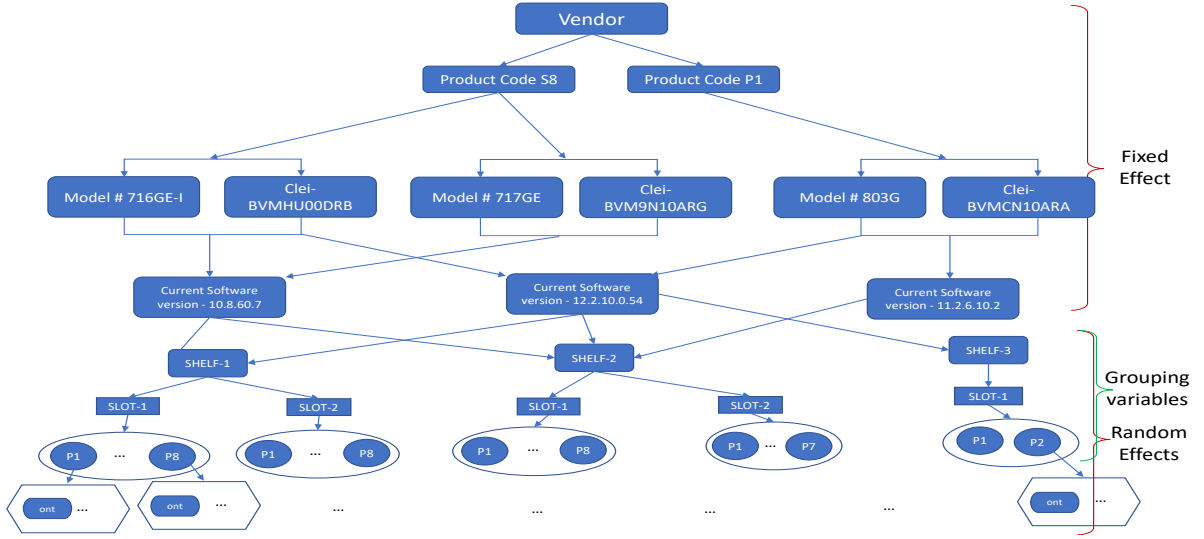 Vendor
Product Code S8
Product Code P1
Fixed
Effect
Model # 716GE-I
Clei-
BVMHU00DRB
Model # 717GE
Clei-
BVM9N10ARG
Model # 803G
Clei-
BVMCN10ARA
Current Software
version - 10.8.60.7
Current Software
version - 12.2.10.0.54
Current Software
version - 11.2.6.10.2
SHELF-1
SHELF-2
SHELF-3
Grouping
variables
SLOT-1
SLOT-2
SLOT-1
SLOT-2
SLOT-1
Random
Effects
P1 ... P8
P1 ... P8
P1 ... P8
P1 ... P7
P1 P2
ont ...
ont ...
...
...
...
...
ont ...